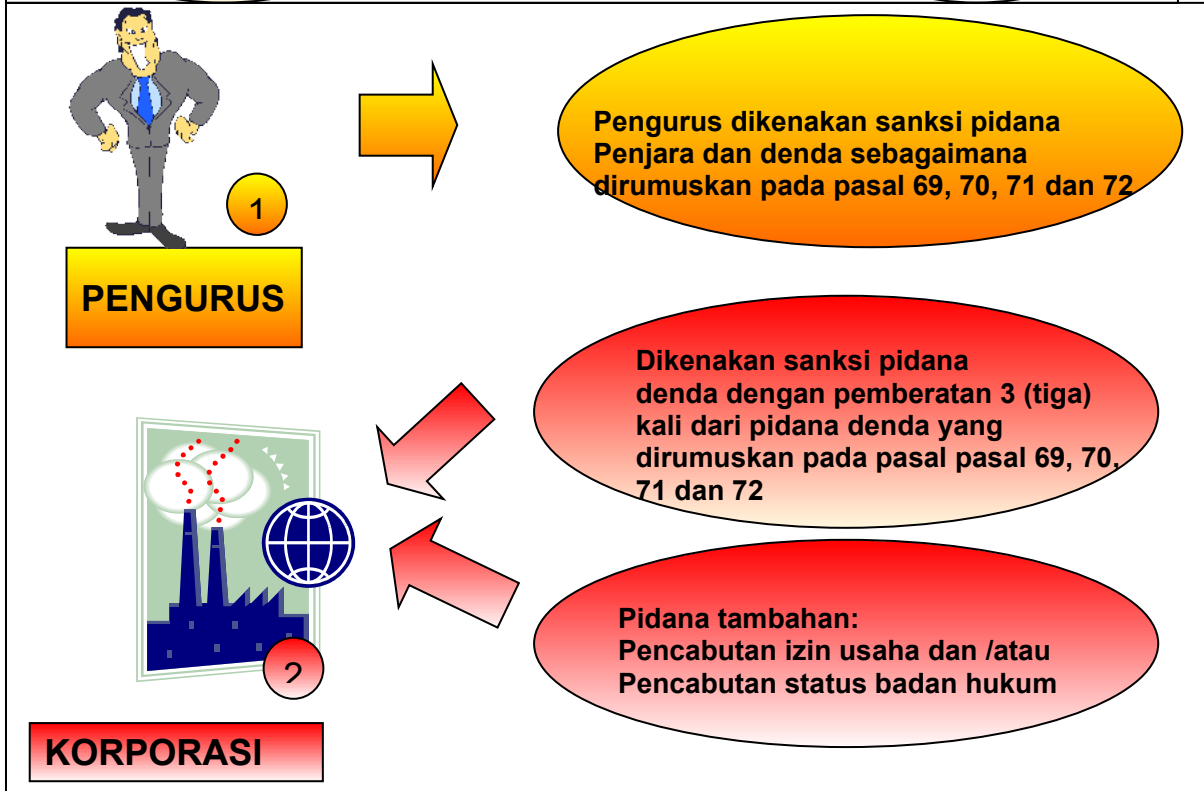 Pengurus dikenakan sanksi pidana
Penjara dan denda sebagaimana
dirumuskan pada pasal 69, 70, 71 dan 72
1
PENGURUS
Dikenakan sanksi pidana
denda dengan pemberatan 3 (tiga)
kali dari pidana denda yang
dirumuskan pada pasal pasal 69, 70,
71 dan 72
Pidana tambahan:
Pencabutan izin usaha dan /atau
Pencabutan status badan hukum
2
KORPORASI